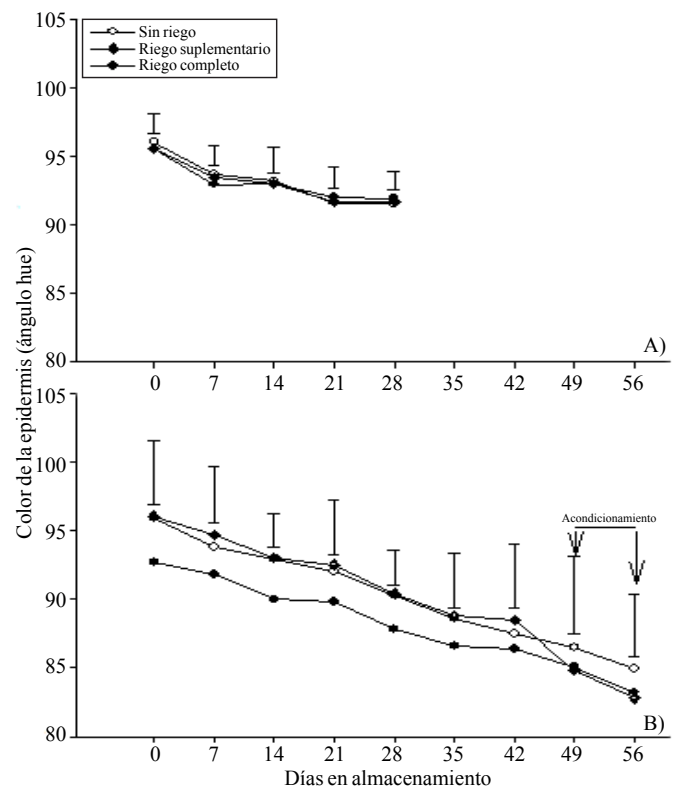 105
Sin riego
Riego suplementario
Riego completo
100
95
90
85
80
A)
0 7 14 21 28 35 42 49 56
Color de la epidermis (ángulo hue)
105
100
Acondicionamiento
95
90
85
80
B)
0 7 14 21 28 35 42 49 56
Días en almacenamiento